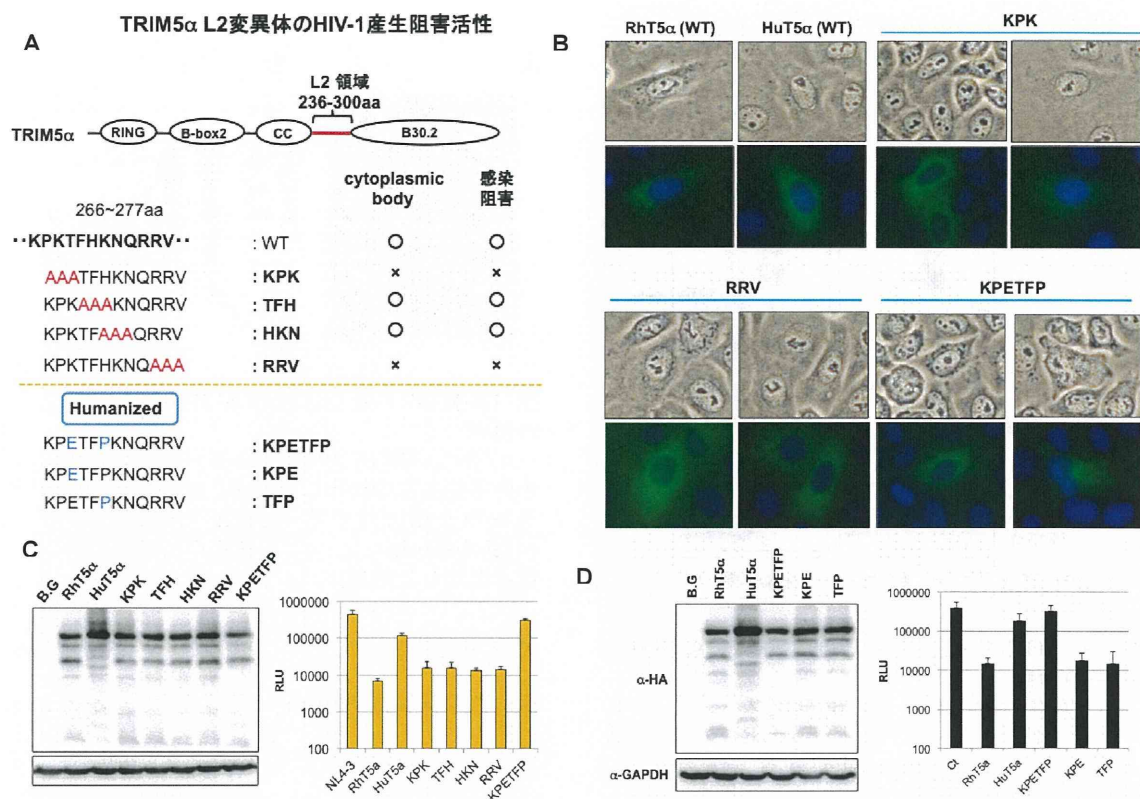 TRIM5α L2変異体のHIV-1産生阻害活性
A
L2 領域
236-300aa
TRIM5α
RING
B-box2
CC
B30.2
cytoplasmic
body
感染
阻害
266~277aa
··KPKTFHKNQRRV··
: WT
○
○
AAATFHKNQRRV
: KPK
×
×
KPKAAAKNQRRV
: TFH
○
○
KPKTFAAAQRRV
: HKN
○
○
KPKTFHKNQAAA
: RRV
×
×
Humanized
KPETFPKNQRRV
: KPETFP
KPETFPKNQRRV
: KPE
KPETFPKNQRRV
: TFP
B
RhT5α (WT)
HuT5α (WT)
KPK
RRV
KPETFP
C
B.G
RhT5α
HuT5α
KPK
TFH
HKN
RRV
KPETFP
RLU
1000000
100000
10000
1000
100
NL4-3
RhT5a
HuT5a
KPK
TFH
HKN
RRV
KPETFP
D
B.G
RhT5α
HuT5α
KPETFP
KPE
TFP
α-HA
α-GAPDH
RLU
1000000
100000
10000
1000
100
Ct
RhT5a
HuT5a
KPETFP
KPE
TFP